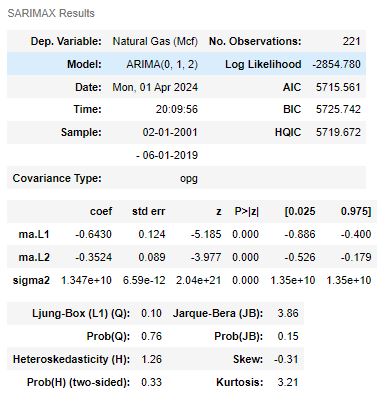 SARIMAX Results
Dep. Variable: Natural Gas (Mcf) No. Observations: 221
Model: ARIMA(0, 1, 2) Log Likelihood -2854.780
Date: Mon, 01 Apr 2024 AIC 5715.561
Time: 20:09:56 BIC 5725.742
Sample: 02-01-2001 HQIC 5719.672
- 06-01-2019
Covariance Type: opg
coef std err z P>|z| [0.025 0.975]
ma.L1 -0.6430 0.124 -5.185 0.000 -0.886 -0.400
ma.L2 -0.3524 0.089 -3.977 0.000 -0.526 -0.179
sigma2 1.347e+10 6.59e-12 2.04e+21 0.000 1.35e+10 1.35e+10
Ljung-Box (L1) (Q): 0.10 Jarque-Bera (JB): 3.86
Prob(Q): 0.76 Prob(JB): 0.15
Heteroskedasticity (H): 1.26 Skew: -0.31
Prob(H) (two-sided): 0.33 Kurtosis: 3.21